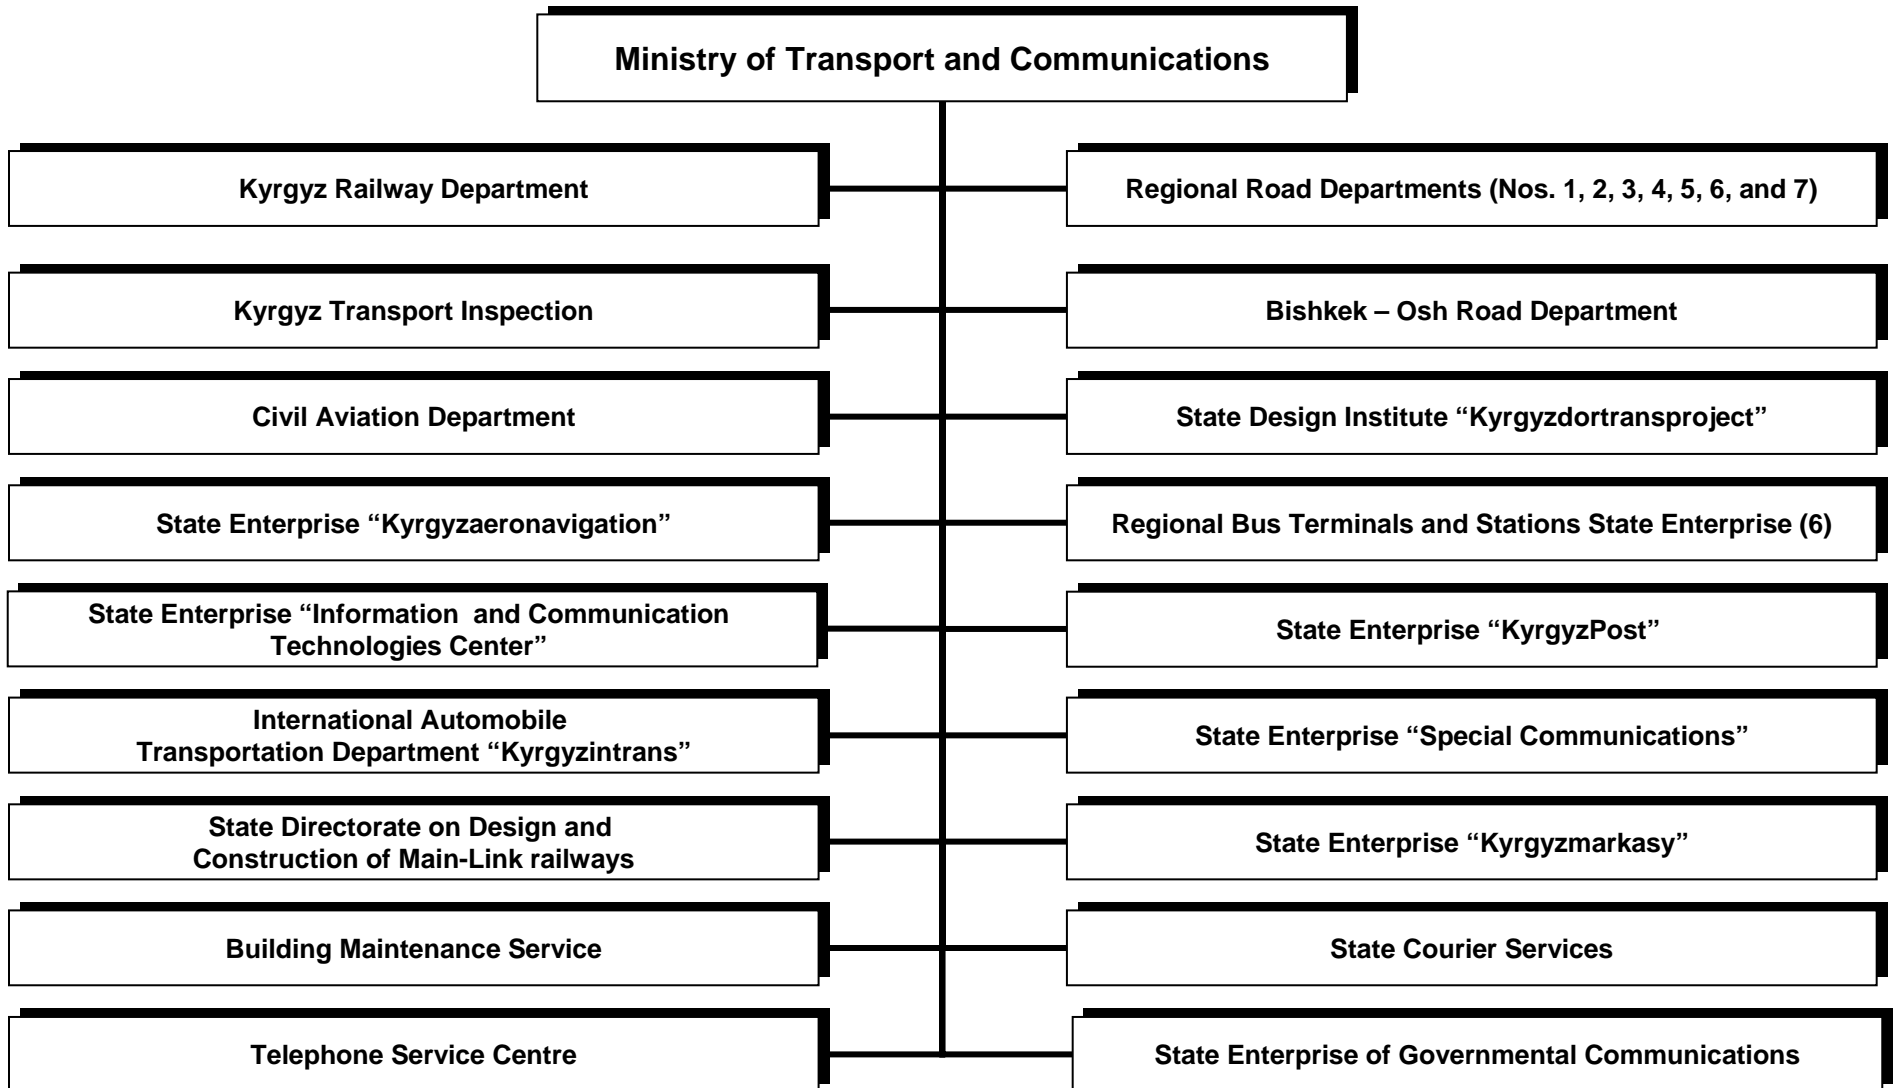 Ministry of Transport and Communications
Kyrgyz Railway Department
Regional Road Departments (Nos. 1, 2, 3, 4, 5, 6, and 7)
Kyrgyz Transport Inspection
Bishkek – Osh Road Department
Civil Aviation Department
State Design Institute “Kyrgyzdortransproject”
State Enterprise “Kyrgyzaeronavigation”
Regional Bus Terminals and Stations State Enterprise (6)
State Enterprise “Information and Communication
Technologies Center”
State Enterprise “KyrgyzPost”
International Automobile
Transportation Department “Kyrgyzintrans”
State Enterprise “Special Communications”
State Directorate on Design and
Construction of Main-Link railways
State Enterprise “Kyrgyzmarkasy”
Building Maintenance Service
State Courier Services
Telephone Service Centre
State Enterprise of Governmental Communications